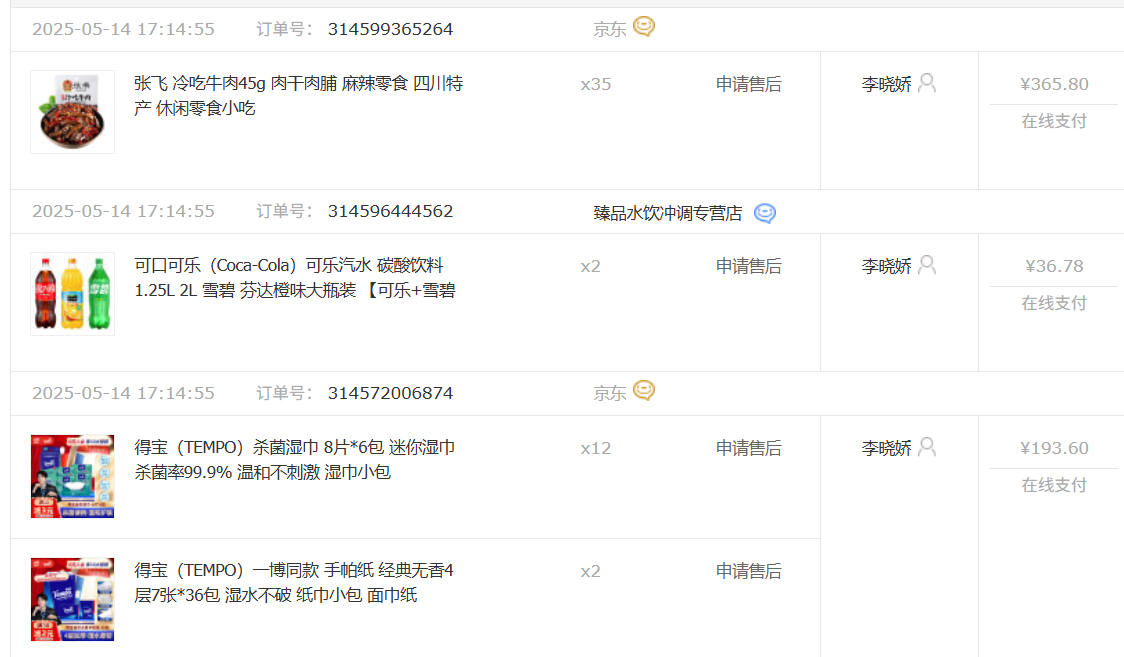 2025-05-14 17:14:55 订单号： 314599365264 京东
张飞 冷吃牛肉45g 肉干肉脯 麻辣零食 四川特 x35 申请售后 李晓娇 ¥365.80
产 休闲零食小吃
在线支付
2025-05-14 17:14:55 订单号： 314596444562 臻品水饮冲调专营店
可口可乐（Coca-Cola）可乐汽水 碳酸饮料 x2 申请售后 李晓娇 ¥36.78
1.25L 2L 雪碧 芬达橙味大瓶装 【可乐+雪碧
在线支付
2025-05-14 17:14:55 订单号： 314572006874 京东
得宝（TEMPO）杀菌湿巾 8片*6包 迷你湿巾 x12 申请售后 李晓娇 ¥193.60
杀菌率99.9% 温和不刺激 湿巾小包
在线支付
得宝（TEMPO）一博同款 手帕纸 经典无香4 x2 申请售后
层7张*36包 湿水不破 纸巾小包 面巾纸